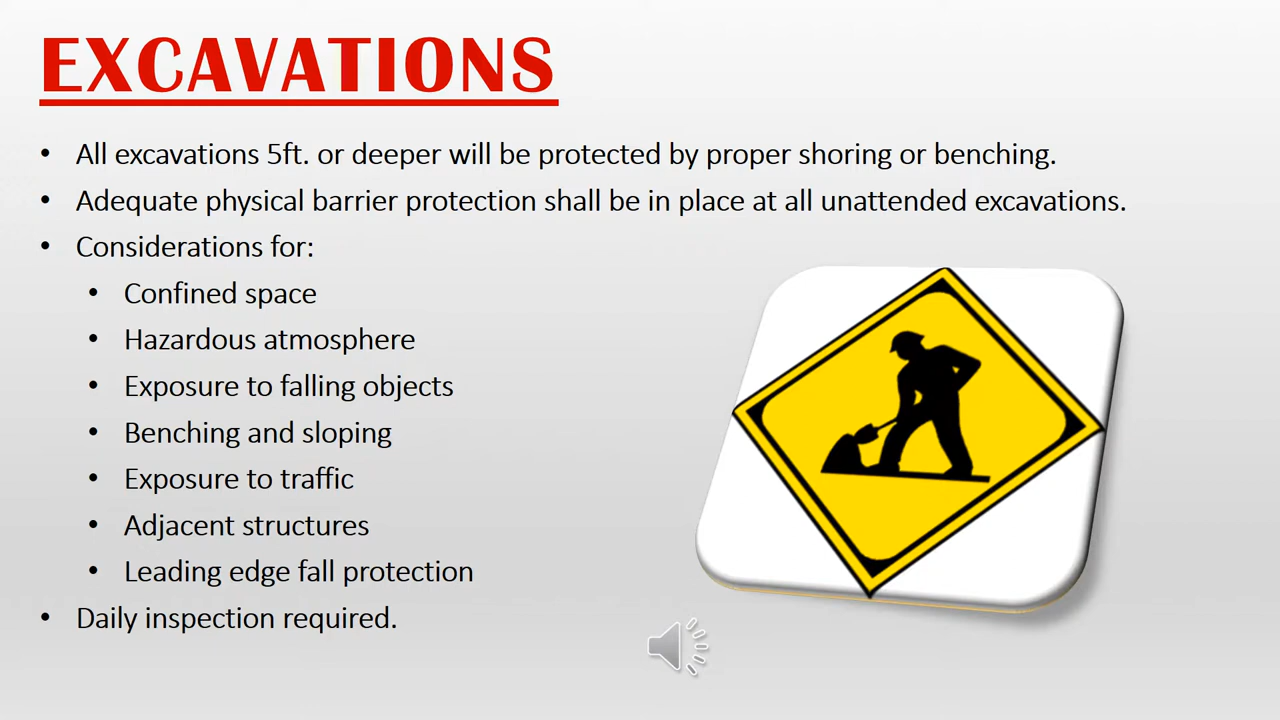 EXCAVATIONS
• All excavations 5ft. or deeper will be protected by proper shoring or benching.
• Adequate physical barrier protection shall be in place at all unattended excavations.
• Considerations for:
• Confined space
• Hazardous atmosphere
• Exposure to falling objects
• Benching and sloping
• Exposure to traffic
• Adjacent structures
• Leading edge fall protection
• Daily inspection required.